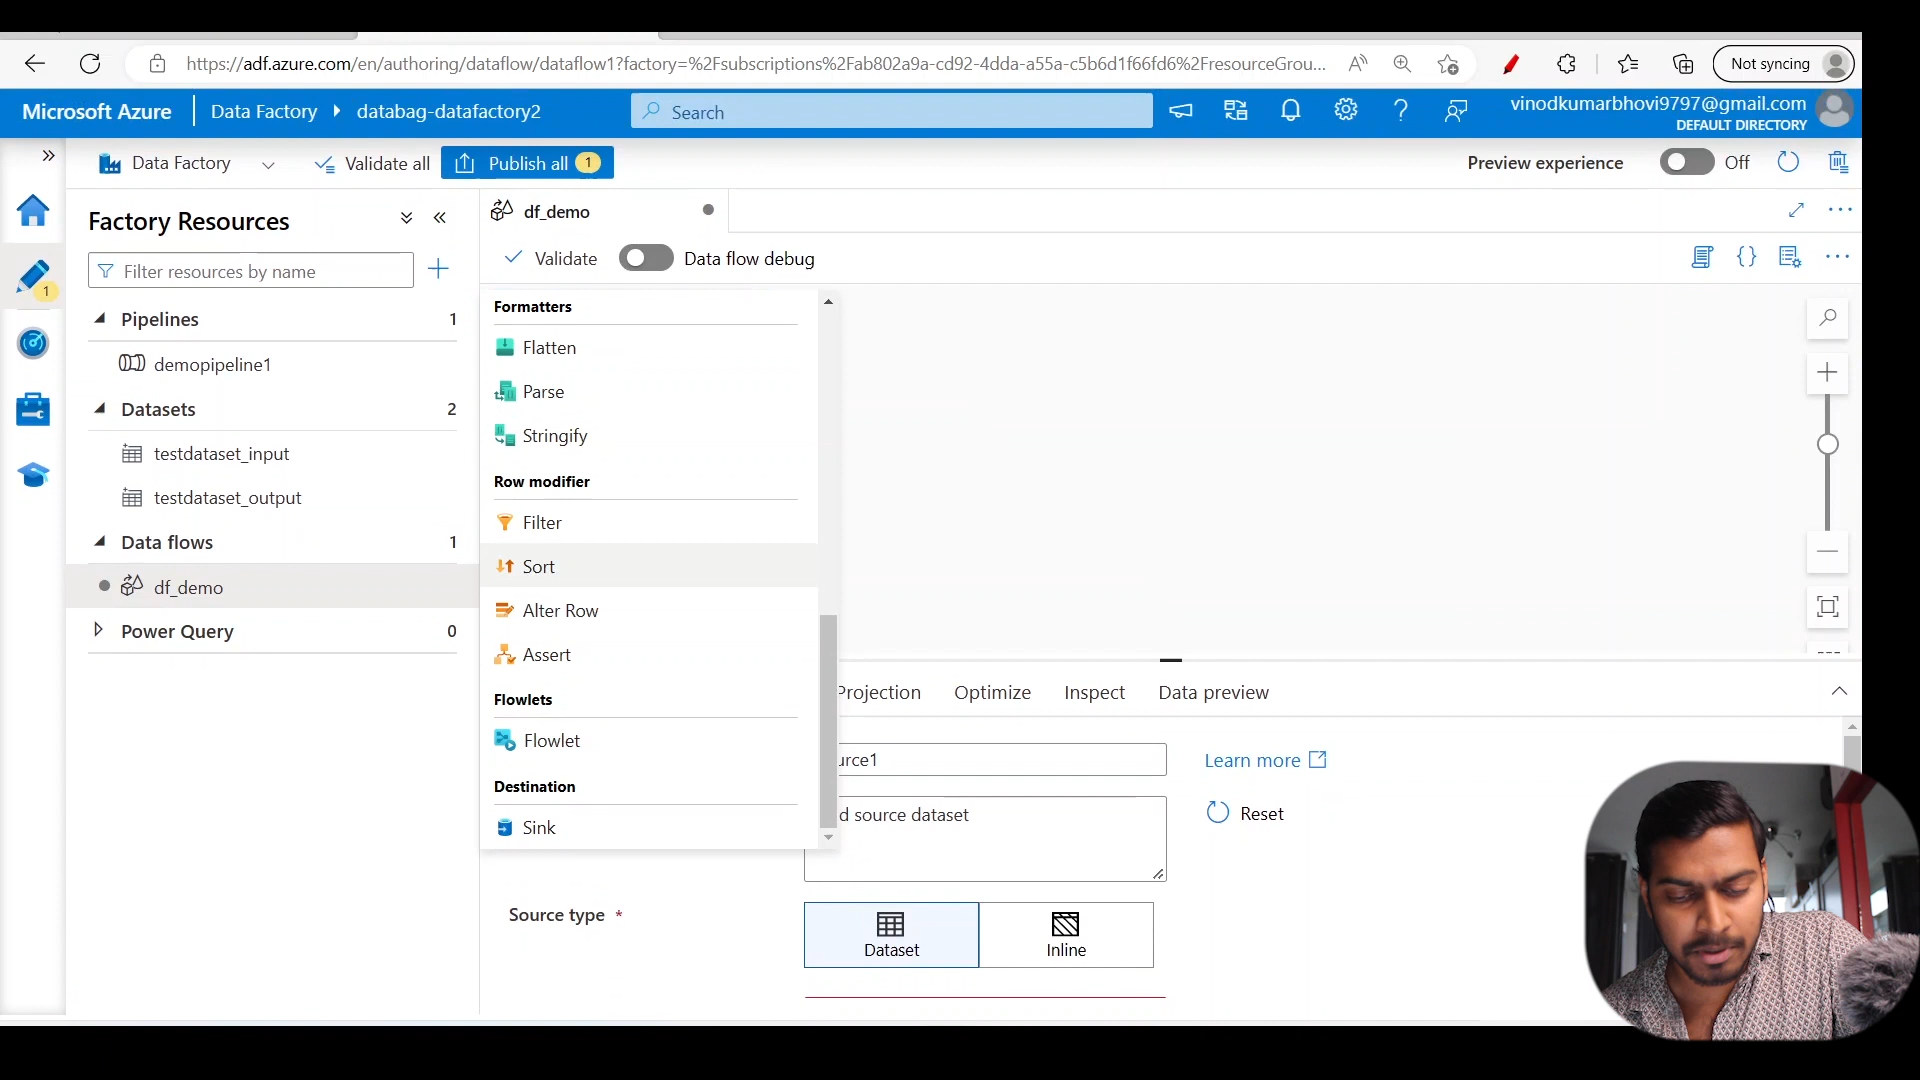 https://adf.azure.com/en/authoring/dataflow/dataflow1?factory=%2Fsubscriptions%2Fab802a9a-cd92-4dda-a55a-c5b6d1f66fd6%2FresourceGrou...
Not syncing
Microsoft Azure
Data Factory
databag-datafactory2
Search
vinodkumarbhovi9797@gmail.com
DEFAULT DIRECTORY
Data Factory
Validate all
Publish all 1
Preview experience
Off
Factory Resources
df_demo
Filter resources by name
Validate
Data flow debug
1
Pipelines 1
demopipeline1
Datasets 2
testdataset_input
testdataset_output
Data flows 1
df_demo
Power Query 0
Formatters
Flatten
Parse
Stringify
Row modifier
Filter
Sort
Alter Row
Assert
Flowlets
Flowlet
Destination
Sink
Projection
Optimize
Inspect
Data preview
urce1
Learn more
d source dataset
Reset
Source type *
Dataset
Inline